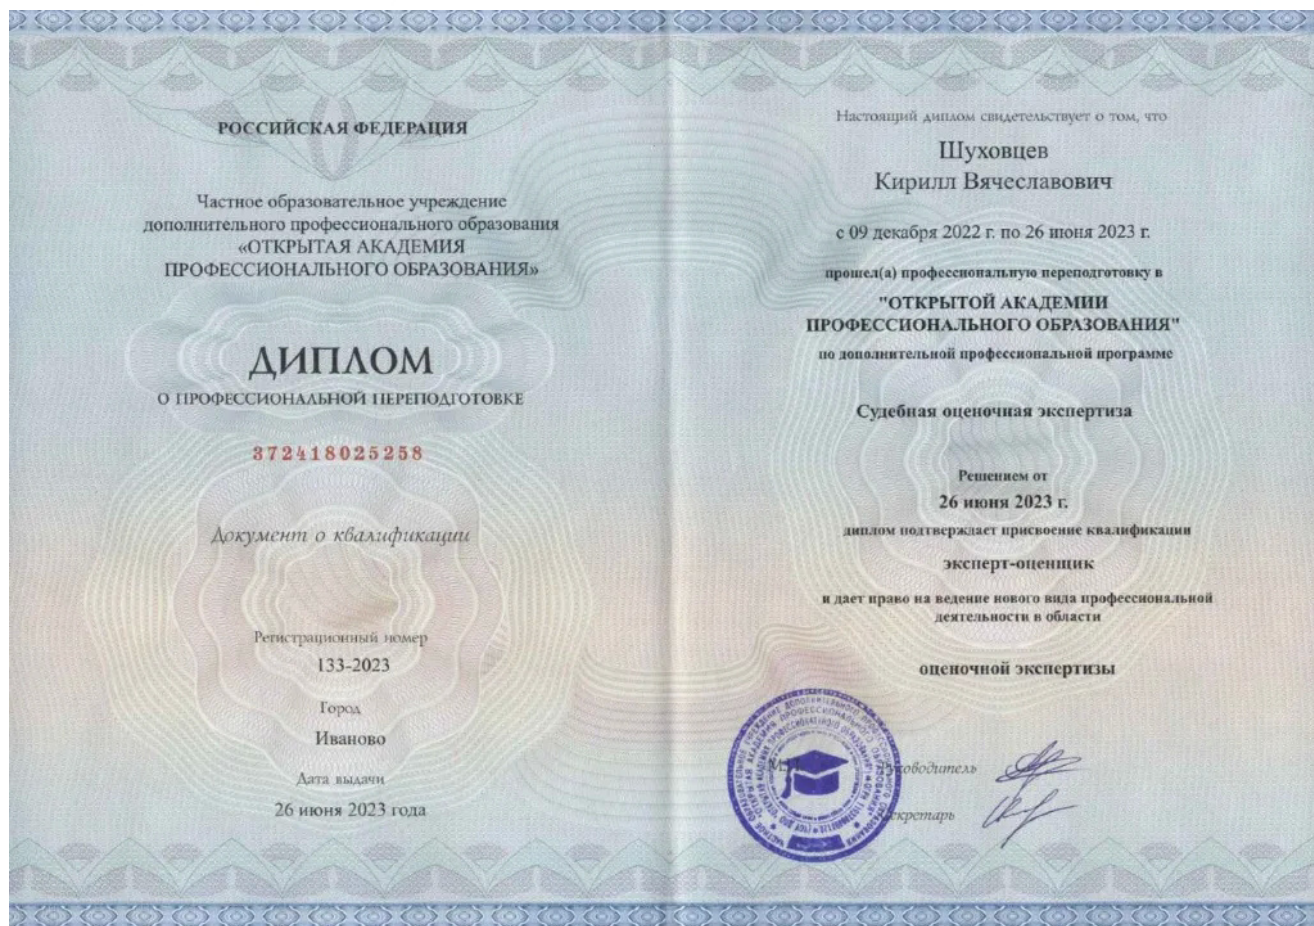 РОССИЙСКАЯ ФЕДЕРАЦИЯ
Частное образовательное учреждение
дополнительного профессионального образования
«ОТКРЫТАЯ АКАДЕМИЯ
ПРОФЕССИОНАЛЬНОГО ОБРАЗОВАНИЯ»
ДИПЛОМ
О ПРОФЕССИОНАЛЬНОЙ ПЕРЕПОДГОТОВКЕ
372418025258
Документ о квалификации
Регистрационный номер
133-2023
Город
Иваново
Дата выдачи
26 июня 2023 года
Настоящий диплом свидетельствует о том, что
Шуховцев
Кирилл Вячеславович
с 09 декабря 2022 г. по 26 июня 2023 г.
прошел(а) профессиональную переподготовку в
"ОТКРЫТОЙ АКАДЕМИИ
ПРОФЕССИОНАЛЬНОГО ОБРАЗОВАНИЯ"
по дополнительной профессиональной программе
Судебная оценочная экспертиза
Решением от
26 июня 2023 г.
диплом подтверждает присвоение квалификации
эксперт-оценщик
и дает право на ведение нового вида профессиональной
деятельности в области
оценочной экспертизы
М.П.
Руководитель
Секретарь